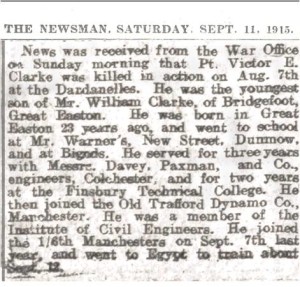 THE NEWSMAN, SATURDAY, SEPT. 11, 1915.
News was received from the War Office
on Sunday morning that Pt. Victor E.
Clarke was killed in action on Aug. 7th
at the Dardanelles. He was the youngest
son of Mr. William Clarke, of Bridgefoot,
Great Easton. He was born in Great
Easton 23 years ago, and went to school
at Mr. Warner's, New Street, Dunmow,
and at Bignds. He served for three years
with Messrs. Davey, Paxman, and Co.,
engineers, Colchester, and for two years
at the Finsbury Technical College. He
then joined the Old Trafford Dynamo Co.,
Manchester. He was a member of the
Institute of Civil Engineers. He joined
the 1/6th Manchesters on Sept. 7th last
year, and went to Egypt to train about
Sept. 12.